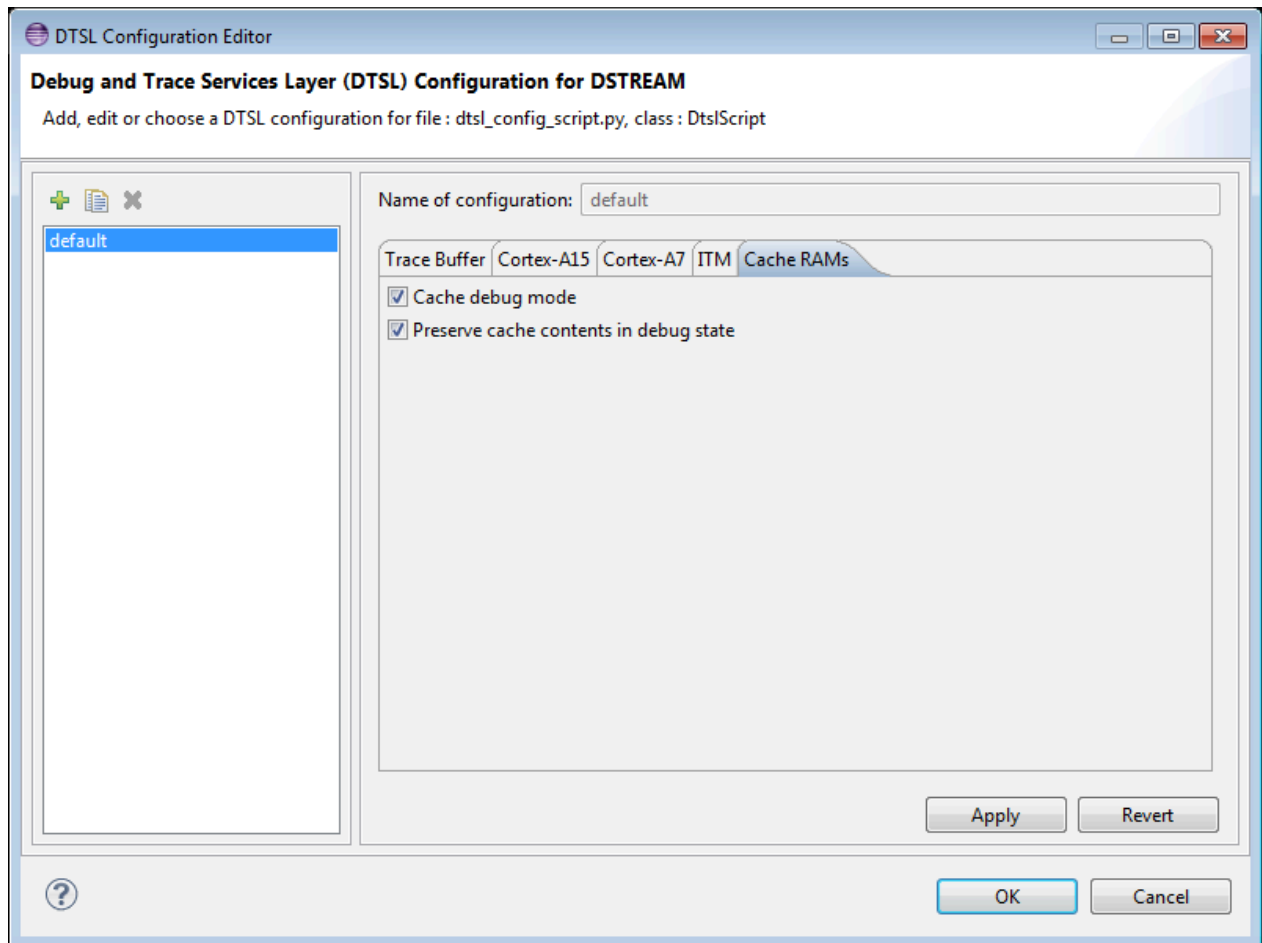 DTSL Configuration Editor
Debug and Trace Services Layer (DTSL) Configuration for DSTREAM
Add, edit or choose a DTSL configuration for file : dtsl_config_script.py, class : DtslScript
default
Name of configuration: default
Trace Buffer Cortex-A15 Cortex-A7 ITM Cache RAMs
Cache debug mode
Preserve cache contents in debug state
Apply Revert
?
OK Cancel